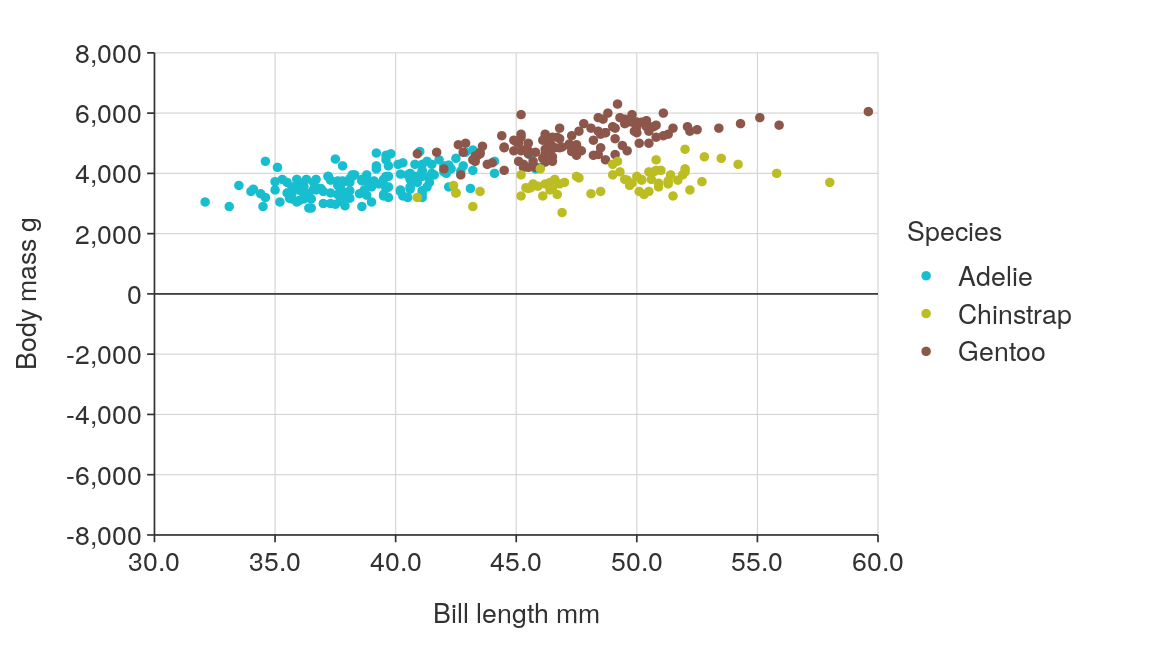 8,000
6,000
4,000
2,000
0
-2,000
-4,000
-6,000
-8,000
Body mass g
30.0 35.0 40.0 45.0 50.0 55.0 60.0
Bill length mm
Species
Adelie
Chinstrap
Gentoo